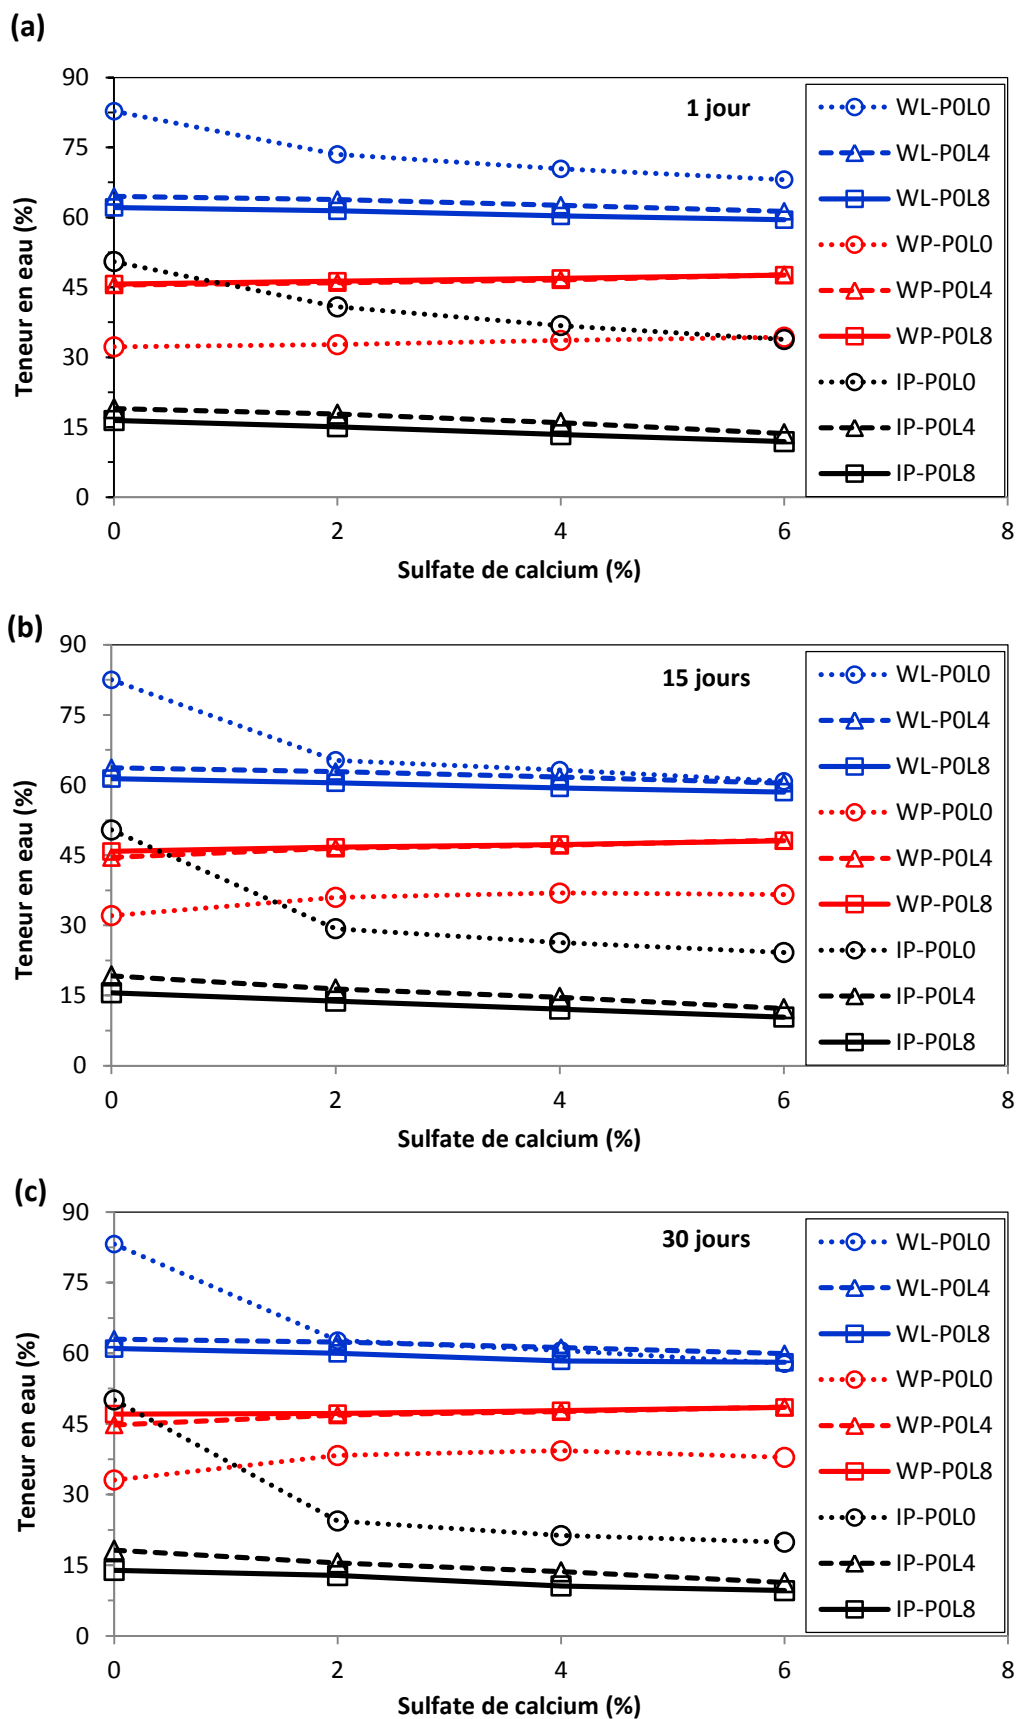 (a)
Teneur en eau (%)
90
75
60
45
30
15
0
1 jour
WL-P0L0
WL-P0L4
WL-P0L8
WP-P0L0
WP-P0L4
WP-P0L8
IP-P0L0
IP-P0L4
IP-P0L8
0 2 4 6 8
Sulfate de calcium (%)
(b)
Teneur en eau (%)
90
75
60
45
30
15
0
15 jours
WL-P0L0
WL-P0L4
WL-P0L8
WP-P0L0
WP-P0L4
WP-P0L8
IP-P0L0
IP-P0L4
IP-P0L8
0 2 4 6 8
Sulfate de calcium (%)
(c)
Teneur en eau (%)
90
75
60
45
30
15
0
30 jours
WL-P0L0
WL-P0L4
WL-P0L8
WP-P0L0
WP-P0L4
WP-P0L8
IP-P0L0
IP-P0L4
IP-P0L8
0 2 4 6 8
Sulfate de calcium (%)